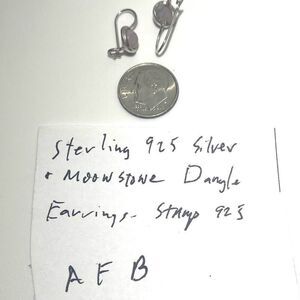 Sterling 925 Silver
+ Moonstone Dangle
Earrings - Stamp 925
A F B